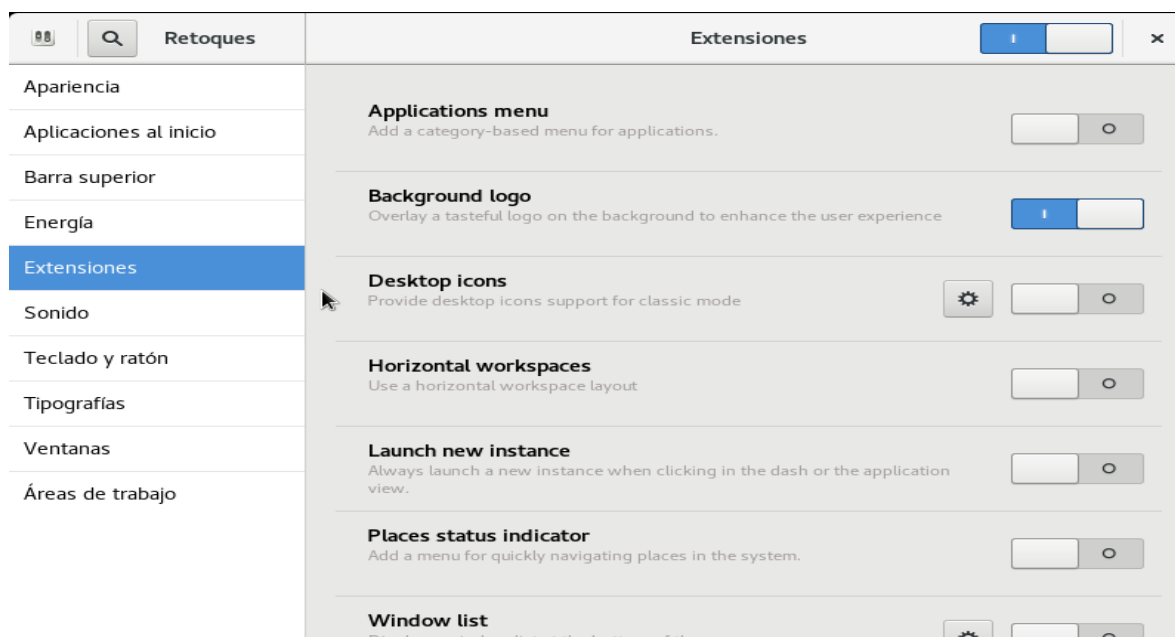 Retoques
Extensiones
Apariencia
Aplicaciones al inicio
Barra superior
Energía
Extensiones
Sonido
Teclado y ratón
Tipografías
Ventanas
Áreas de trabajo
Applications menu
Add a category-based menu for applications.
Background logo
Overlay a tasteful logo on the background to enhance the user experience
Desktop icons
Provide desktop icons support for classic mode
Horizontal workspaces
Use a horizontal workspace layout
Launch new instance
Always launch a new instance when clicking in the dash or the application
view.
Places status indicator
Add a menu for quickly navigating places in the system.
Window list